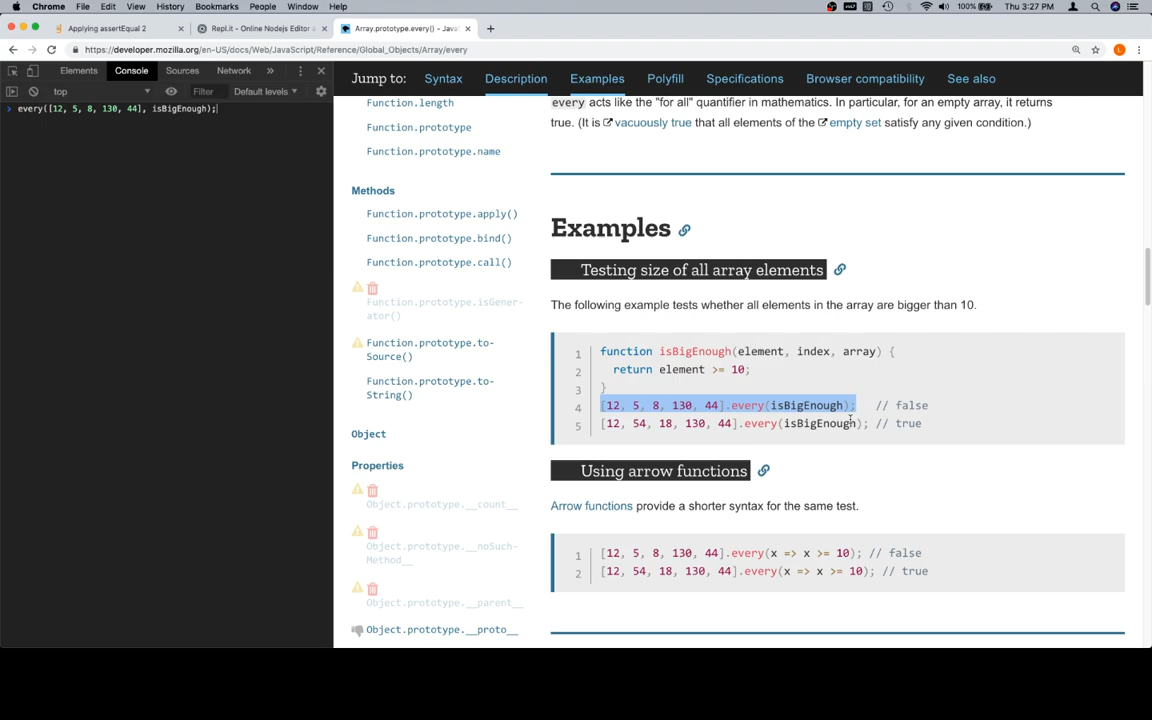 Chrome File Edit View History Bookmarks People Window Help 100% Thu 3:27 PM
Applying assertEqual 2 Repl.it - Online Nodejs Editor a Array.prototype.every() - JavaS
https://developer.mozilla.org/en-US/docs/Web/JavaScript/Reference/Global_Objects/Array/every
Elements Console Sources Network »
top Filter Default levels
every([12, 5, 8, 130, 44], isBigEnough);
Jump to: Syntax Description Examples Polyfill Specifications Browser compatibility See also
Function.length
Function.prototype
Function.prototype.name
Methods
Function.prototype.apply()
Function.prototype.bind()
Function.prototype.call()
Function.prototype.isGener-
ator()
Function.prototype.to-
Source()
Function.prototype.to-
String()
Object
Properties
Object.prototype.__count__
Object.prototype.__noSuch-
Method__
Object.prototype.__parent__
Object.prototype.__proto__
every acts like the "for all" quantifier in mathematics. In particular, for an empty array, it returns
true. (It is vacuously true that all elements of the empty set satisfy any given condition.)
Examples
Testing size of all array elements
The following example tests whether all elements in the array are bigger than 10.
1 function isBigEnough(element, index, array) {
2 return element >= 10;
3 }
4 [12, 5, 8, 130, 44].every(isBigEnough); // false
5 [12, 54, 18, 130, 44].every(isBigEnough); // true
Using arrow functions
Arrow functions provide a shorter syntax for the same test.
1 [12, 5, 8, 130, 44].every(x => x >= 10); // false
2 [12, 54, 18, 130, 44].every(x => x >= 10); // true